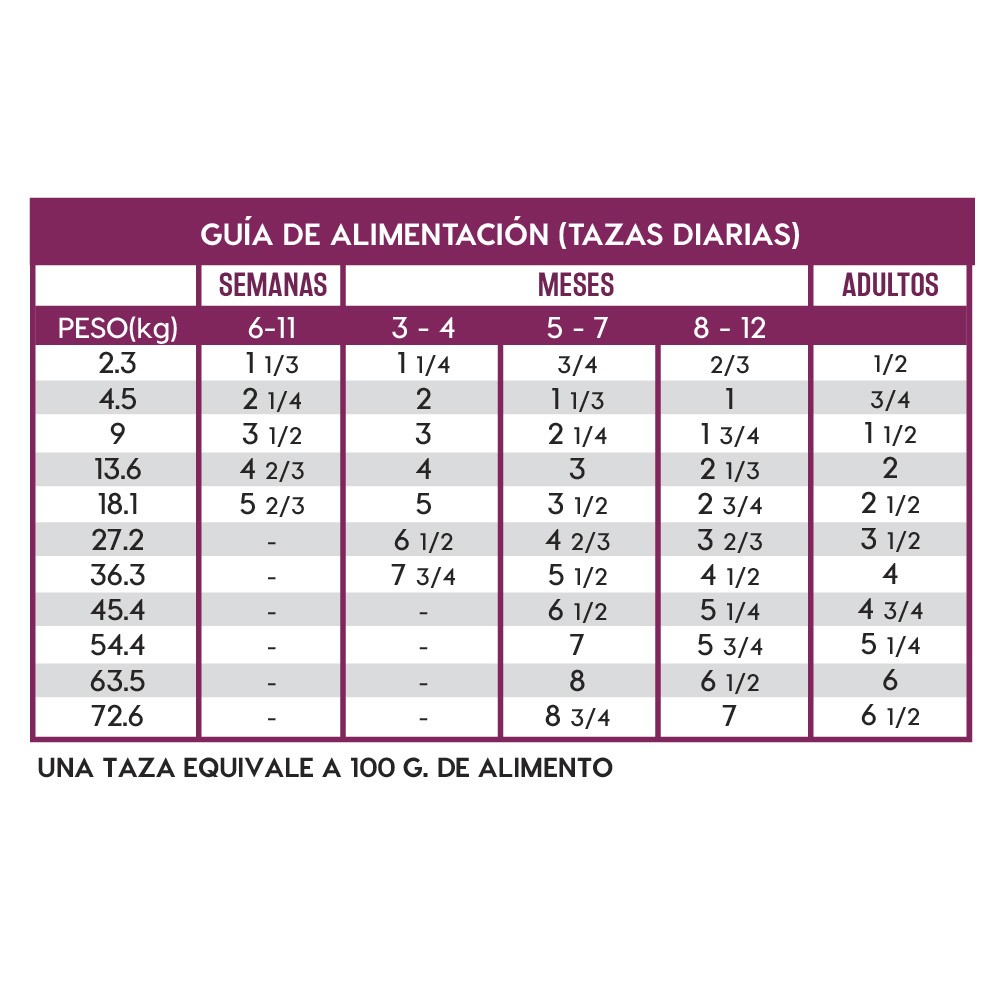 GUÍA DE ALIMENTACIÓN (TAZAS DIARIAS)
SEMANAS MESES ADULTOS
PESO(kg) 6-11 3 - 4 5 - 7 8 - 12
2.3 1 1/3 1 1/4 3/4 2/3 1/2
4.5 2 1/4 2 1 1/3 1 3/4
9 3 1/2 3 2 1/4 1 3/4 1 1/2
13.6 4 2/3 4 3 2 1/3 2
18.1 5 2/3 5 3 1/2 2 3/4 2 1/2
27.2 - 6 1/2 4 2/3 3 2/3 3 1/2
36.3 - 7 3/4 5 1/2 4 1/2 4
45.4 - - 6 1/2 5 1/4 4 3/4
54.4 - - 7 5 3/4 5 1/4
63.5 - - 8 6 1/2 6
72.6 - - 8 3/4 7 6 1/2
UNA TAZA EQUIVALE A 100 G. DE ALIMENTO